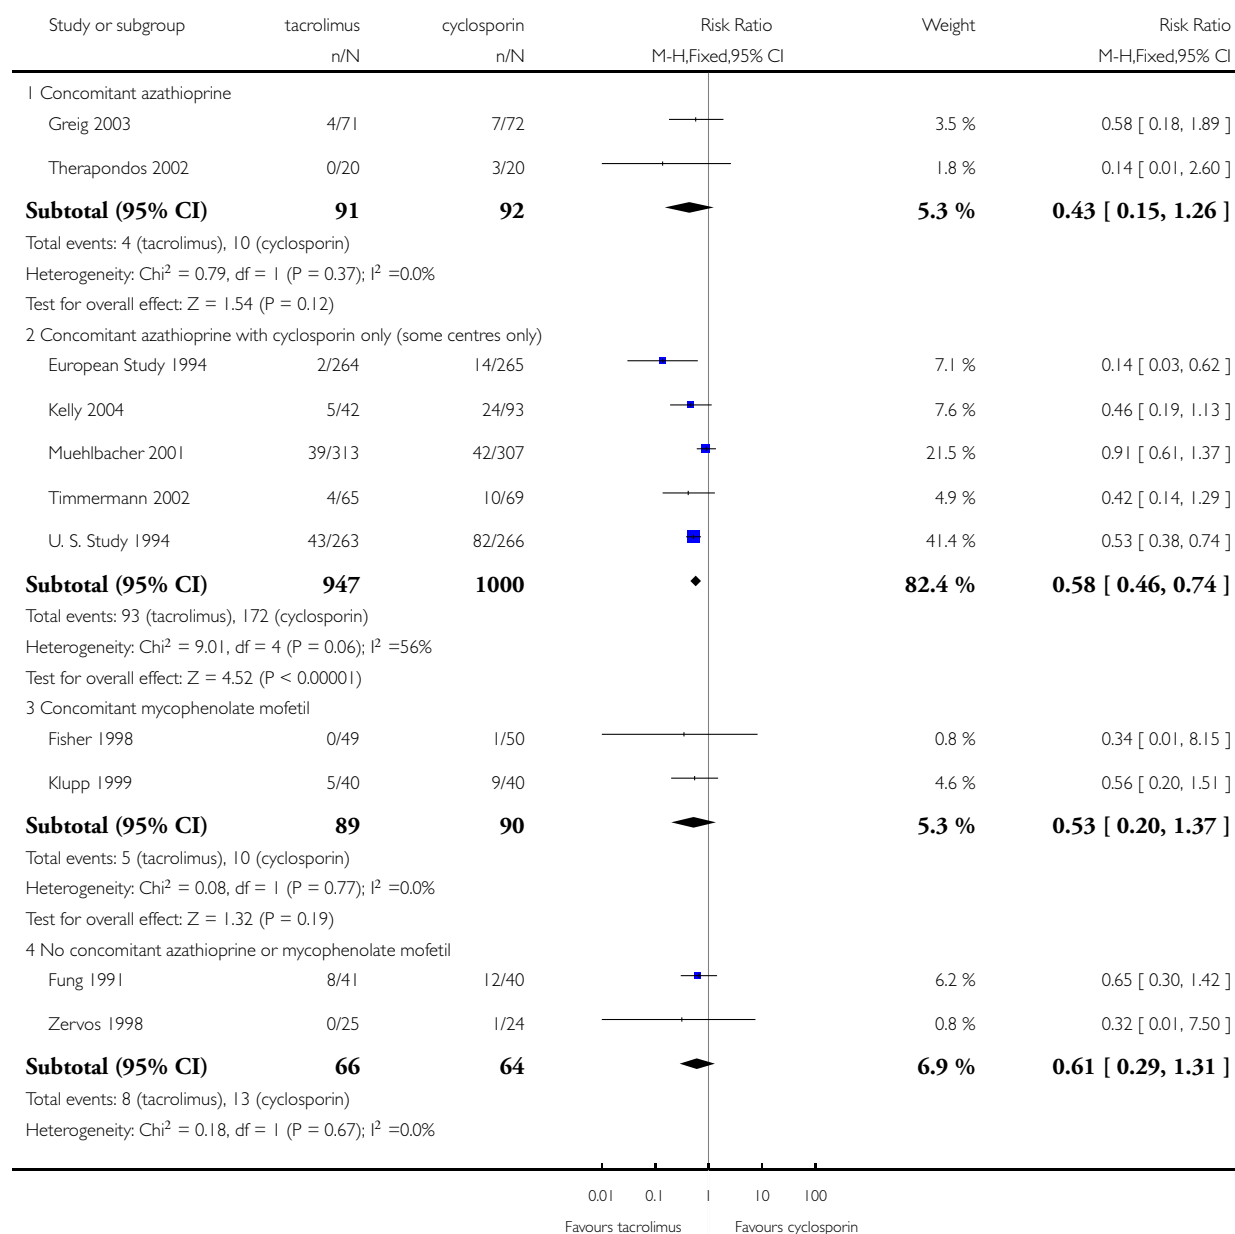 Study or subgroup tacrolimus cyclosporin Risk Ratio Weight Risk Ratio
n/N n/N M-H,Fixed,95% CI M-H,Fixed,95% CI
1 Concomitant azathioprine
Greig 2003 4/71 7/72 3.5 % 0.58 [ 0.18, 1.89 ]
Therapondos 2002 0/20 3/20 1.8 % 0.14 [ 0.01, 2.60 ]
Subtotal (95% CI) 91 92 5.3 % 0.43 [ 0.15, 1.26 ]
Total events: 4 (tacrolimus), 10 (cyclosporin)
Heterogeneity: Chi² = 0.79, df = 1 (P = 0.37); I² =0.0%
Test for overall effect: Z = 1.54 (P = 0.12)
2 Concomitant azathioprine with cyclosporin only (some centres only)
European Study 1994 2/264 14/265 7.1 % 0.14 [ 0.03, 0.62 ]
Kelly 2004 5/42 24/93 7.6 % 0.46 [ 0.19, 1.13 ]
Muehlbacher 2001 39/313 42/307 21.5 % 0.91 [ 0.61, 1.37 ]
Timmermann 2002 4/65 10/69 4.9 % 0.42 [ 0.14, 1.29 ]
U. S. Study 1994 43/263 82/266 41.4 % 0.53 [ 0.38, 0.74 ]
Subtotal (95% CI) 947 1000 82.4 % 0.58 [ 0.46, 0.74 ]
Total events: 93 (tacrolimus), 172 (cyclosporin)
Heterogeneity: Chi² = 9.01, df = 4 (P = 0.06); I² =56%
Test for overall effect: Z = 4.52 (P < 0.00001)
3 Concomitant mycophenolate mofetil
Fisher 1998 0/49 1/50 0.8 % 0.34 [ 0.01, 8.15 ]
Klupp 1999 5/40 9/40 4.6 % 0.56 [ 0.20, 1.51 ]
Subtotal (95% CI) 89 90 5.3 % 0.53 [ 0.20, 1.37 ]
Total events: 5 (tacrolimus), 10 (cyclosporin)
Heterogeneity: Chi² = 0.08, df = 1 (P = 0.77); I² =0.0%
Test for overall effect: Z = 1.32 (P = 0.19)
4 No concomitant azathioprine or mycophenolate mofetil
Fung 1991 8/41 12/40 6.2 % 0.65 [ 0.30, 1.42 ]
Zervos 1998 0/25 1/24 0.8 % 0.32 [ 0.01, 7.50 ]
Subtotal (95% CI) 66 64 6.9 % 0.61 [ 0.29, 1.31 ]
Total events: 8 (tacrolimus), 13 (cyclosporin)
Heterogeneity: Chi² = 0.18, df = 1 (P = 0.67); I² =0.0%
0.01 0.1 1 10 100
Favours tacrolimus Favours cyclosporin